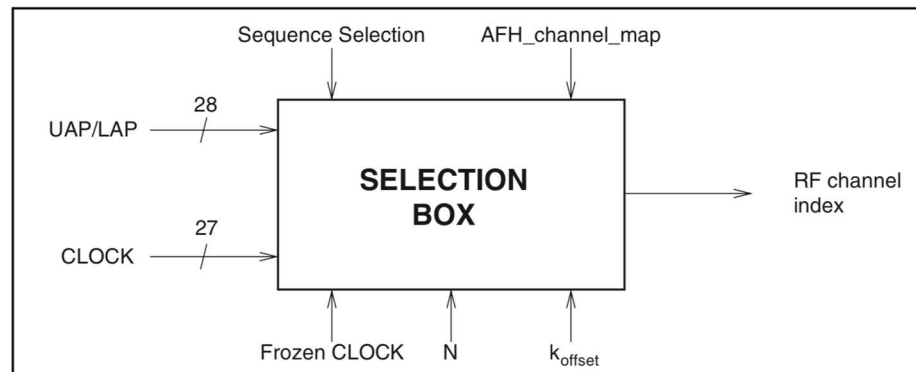 Sequence Selection
AFH_channel_map
28
UAP/LAP
SELECTION
BOX
RF channel
index
27
CLOCK
Frozen CLOCK
N
koffset